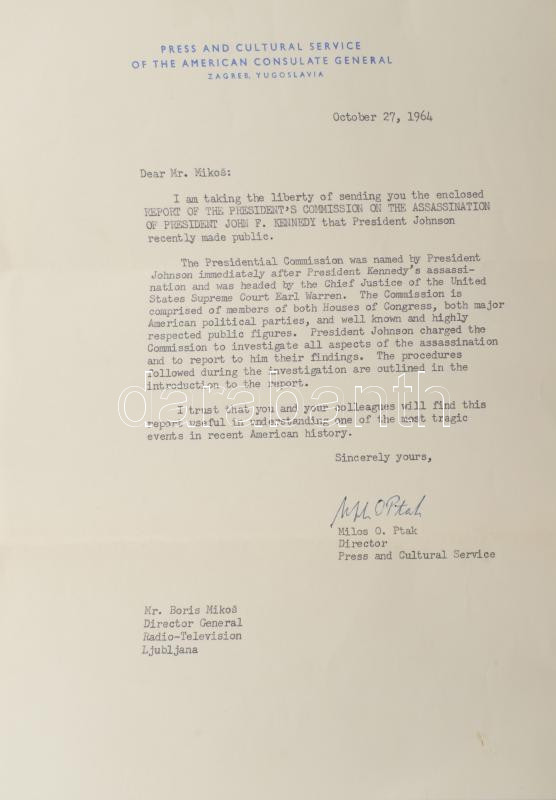 PRESS AND CULTURAL SERVICE
OF THE AMERICAN CONSULATE GENERAL
ZAGREB, YUGOSLAVIA
October 27, 1964
Dear Mr. Mikoš:
I am taking the liberty of sending you the enclosed
REPORT OF THE PRESIDENT'S COMMISSION ON THE ASSASSINATION
OF PRESIDENT JOHN F. KENNEDY that President Johnson
recently made public.
The Presidential Commission was named by President
Johnson immediately after President Kennedy's assassi-
nation and was headed by the Chief Justice of the United
States Supreme Court Earl Warren. The Commission is
comprised of members of both Houses of Congress, both major
American political parties, and well known and highly
respected public figures. President Johnson charged the
Commission to investigate all aspects of the assassination
and to report to him their findings. The procedures
followed during the investigation are outlined in the
introduction to the report.
darabanth
I trust that you and your colleagues will find this
report useful in understanding one of the most tragic
events in recent American history.
Sincerely yours,
O Ptak
Milos O. Ptak
Director
Press and Cultural Service
Mr. Boris Mikoš
Director General
Radio-Television
Ljubljana